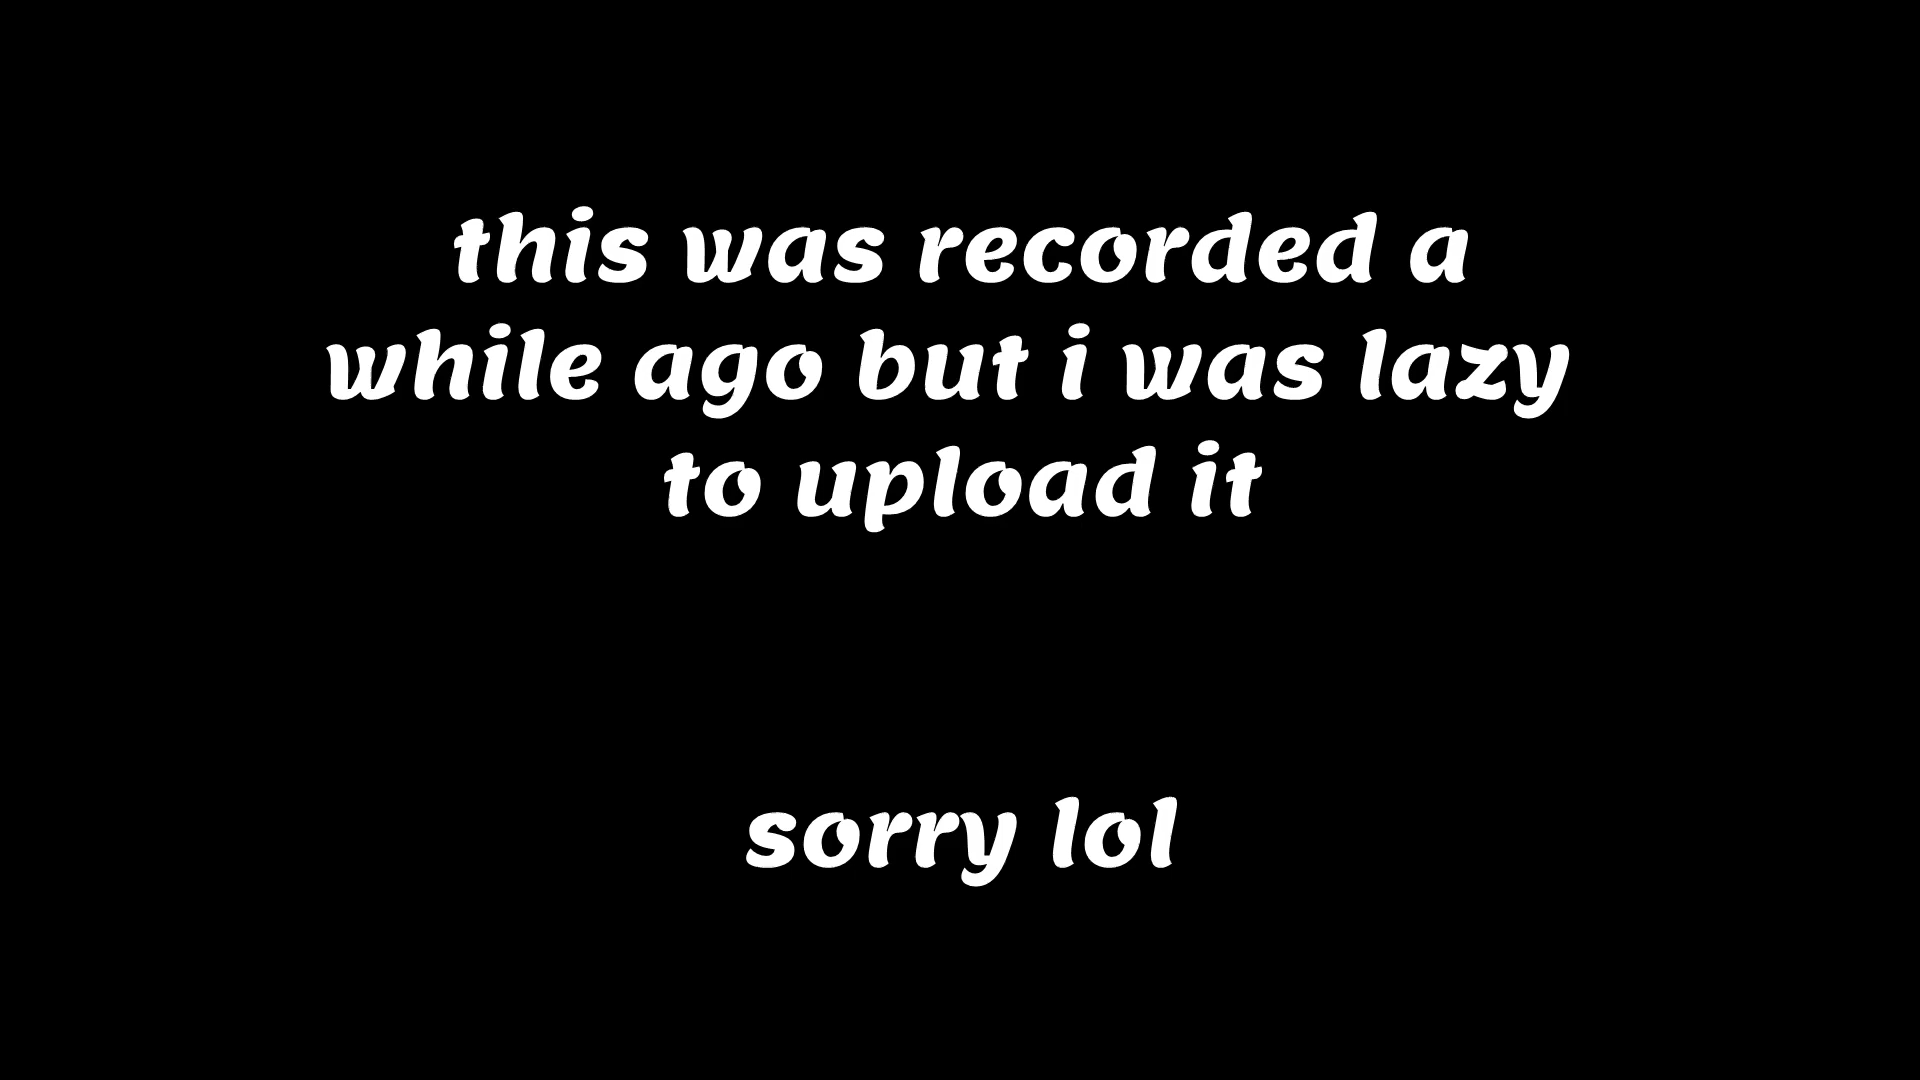 this was recorded a
while ago but i was lazy
to upload it
sorry lol